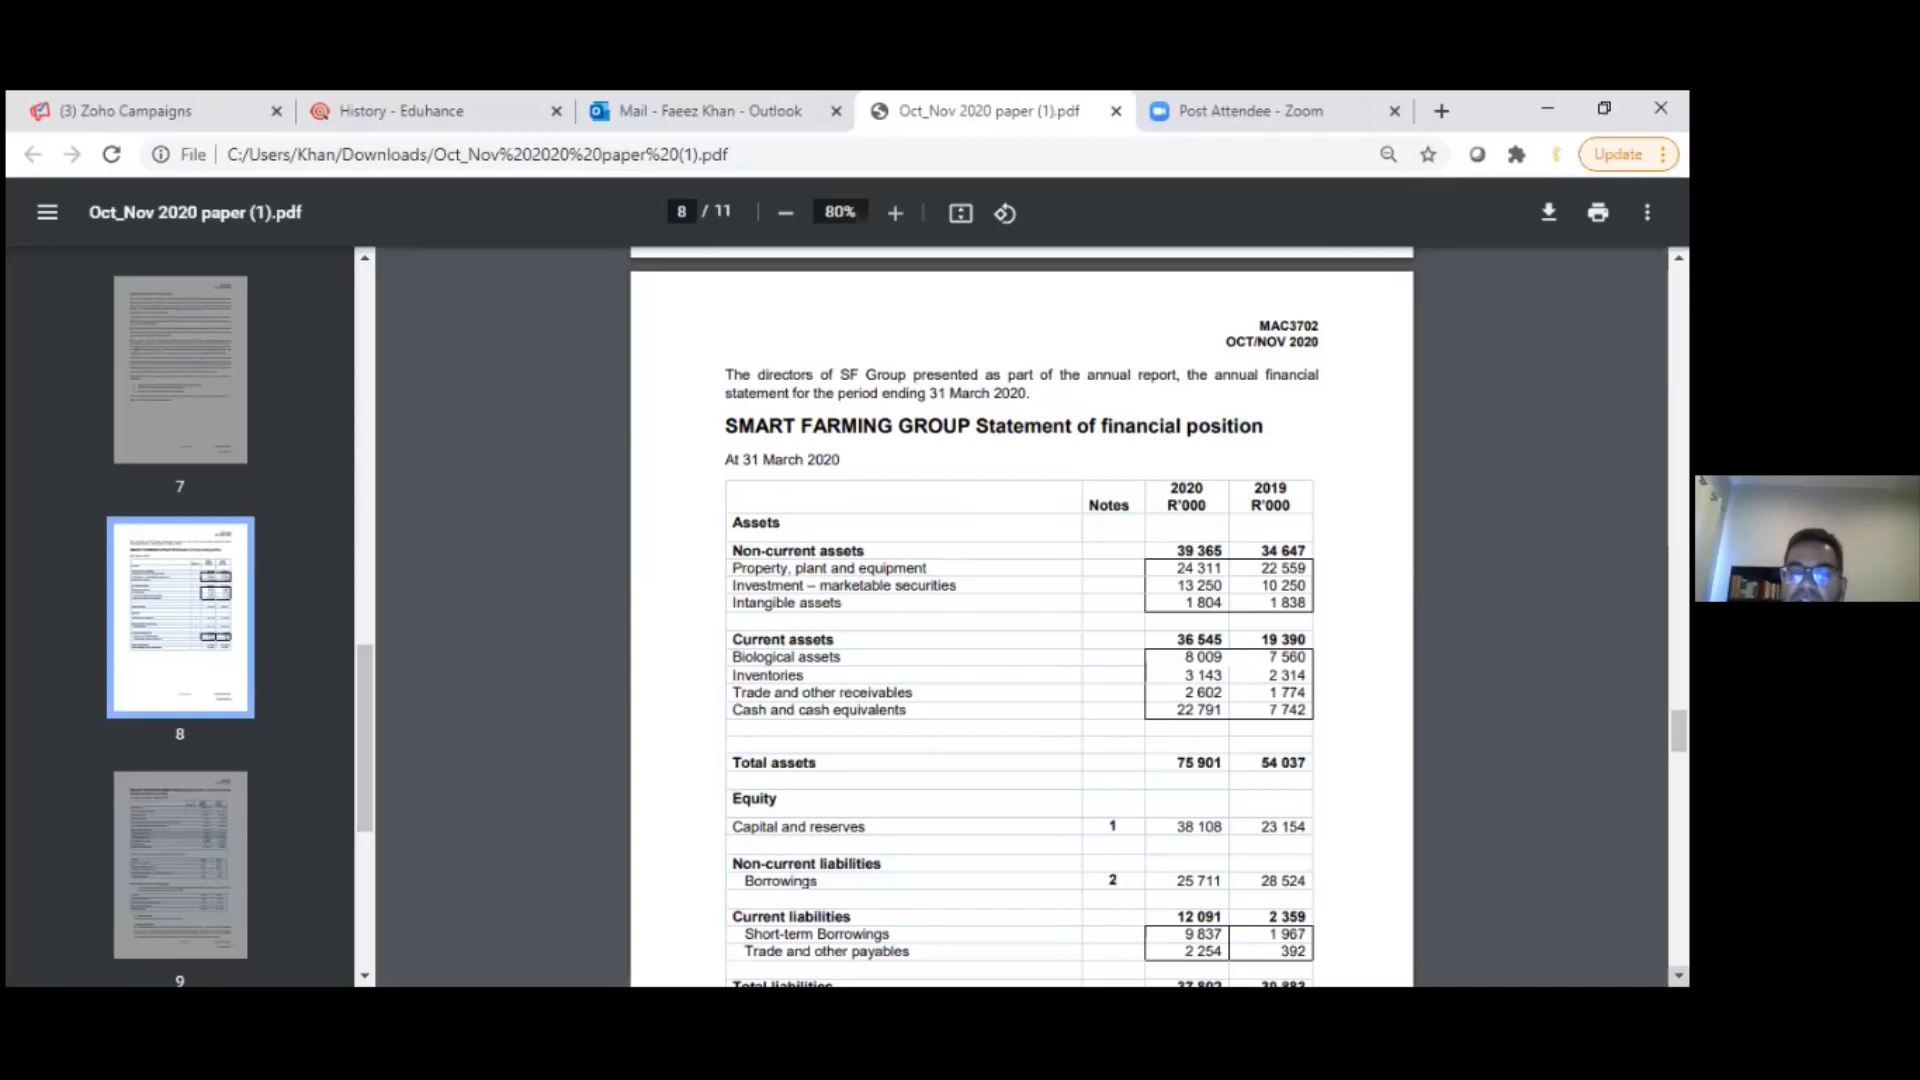 (3) Zoho Campaigns
History - Eduhance
Mail - Faeez Khan - Outlook
Oct_Nov 2020 paper (1).pdf
Post Attendee - Zoom
File
C:/Users/Khan/Downloads/Oct_Nov%202020%20paper%20(1).pdf
Update
Oct_Nov 2020 paper (1).pdf
8 / 11
80%
7
8
9
MAC3702
OCT/NOV 2020
The directors of SF Group presented as part of the annual report, the annual financial
statement for the period ending 31 March 2020.
SMART FARMING GROUP Statement of financial position
At 31 March 2020
Notes 2020 R'000 2019 R'000
Assets
Non-current assets 39 365 34 647
Property, plant and equipment 24 311 22 559
Investment – marketable securities 13 250 10 250
Intangible assets 1 804 1 838
Current assets 36 545 19 390
Biological assets 8 009 7 560
Inventories 3 143 2 314
Trade and other receivables 2 602 1 774
Cash and cash equivalents 22 791 7 742
Total assets 75 901 54 037
Equity
Capital and reserves 1 38 108 23 154
Non-current liabilities
Borrowings 2 25 711 28 524
Current liabilities 12 091 2 359
Short-term Borrowings 9 837 1 967
Trade and other payables 2 254 392
Total liabilities 37 802 30 883